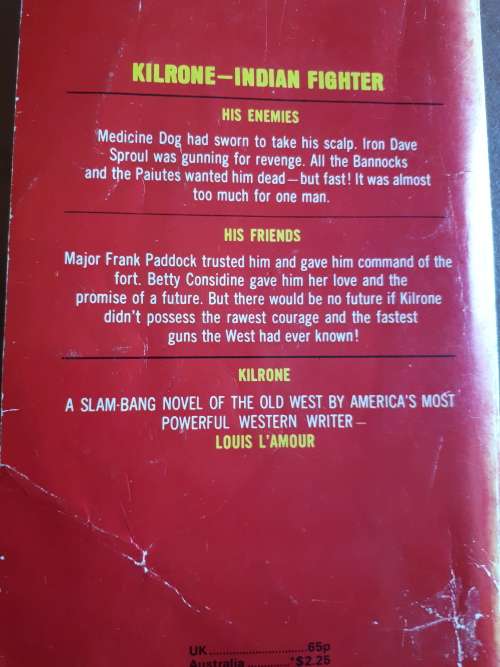 KILRONE—INDIAN FIGHTER
HIS ENEMIES
Medicine Dog had sworn to take his scalp. Iron Dave
Sproul was gunning for revenge. All the Bannocks
and the Paiutes wanted him dead—but fast! It was almost
too much for one man.
HIS FRIENDS
Major Frank Paddock trusted him and gave him command of the
fort. Betty Considine gave him her love and the
promise of a future. But there would be no future if Kilrone
didn't possess the rawest courage and the fastest
guns the West had ever known!
KILRONE
A SLAM-BANG NOVEL OF THE OLD WEST BY AMERICA'S MOST
POWERFUL WESTERN WRITER—
LOUIS L'AMOUR
UK..............................65p
Australia ..............*$2.25